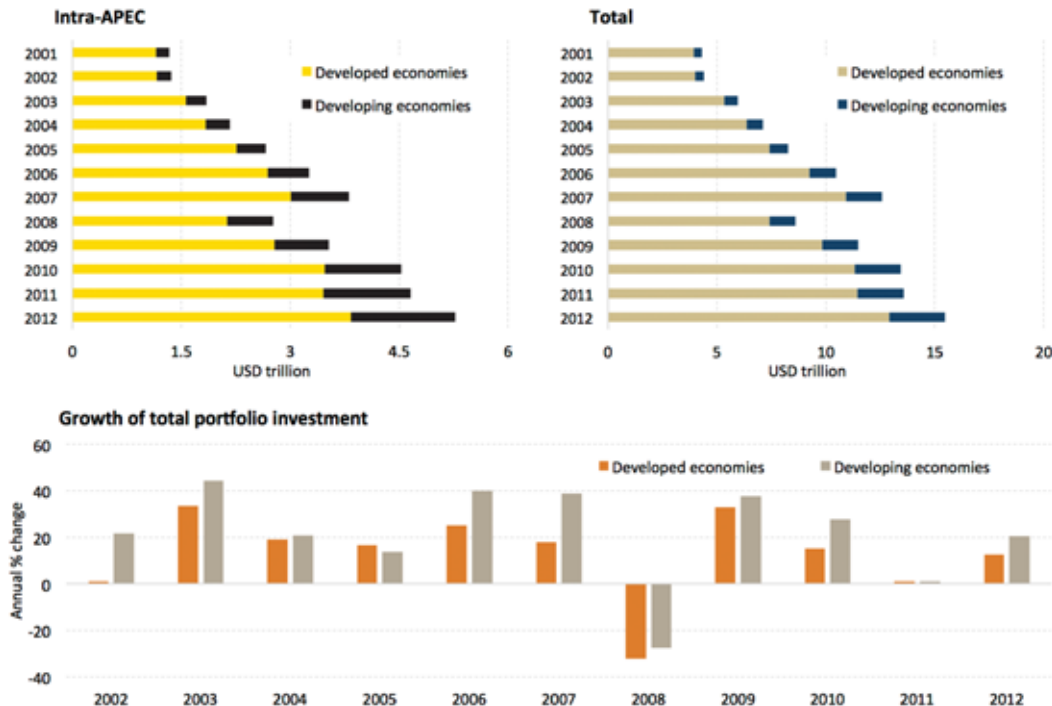 Intra-APEC
2001
2002
2003
2004
2005
2006
2007
2008
2009
2010
2011
2012
Developed economies
Developing economies
0 1.5 3 4.5 6
USD trillion
Total
2001
2002
2003
2004
2005
2006
2007
2008
2009
2010
2011
2012
Developed economies
Developing economies
0 5 10 15 20
USD trillion
Growth of total portfolio investment
Annual % change
60
40
20
0
-20
-40
Developed economies Developing economies
2002 2003 2004 2005 2006 2007 2008 2009 2010 2011 2012